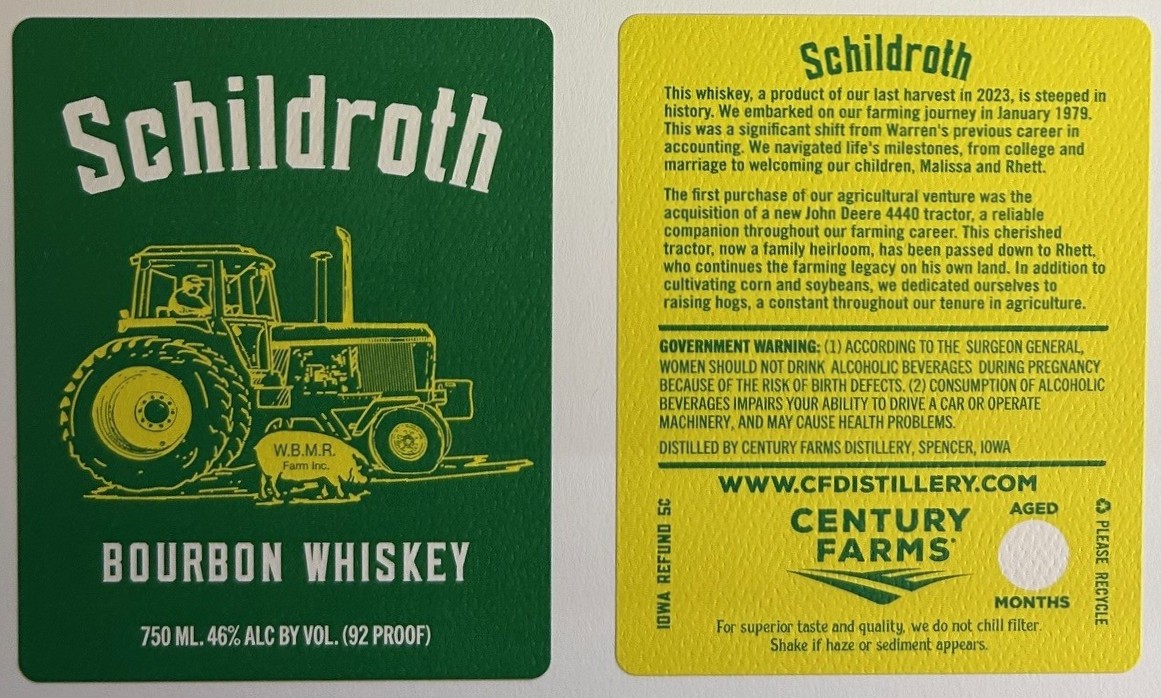 Schildroth
W.B.M.R.
Farm Inc.
BOURBON WHISKEY
750 ML. 46% ALC BY VOL. (92 PROOF)
Schildroth
This whiskey, a product of our last harvest in 2023, is steeped in
history. We embarked on our farming journey in January 1979.
This was a significant shift from Warren's previous career in
accounting. We navigated life's milestones, from college and
marriage to welcoming our children, Malissa and Rhett.
The first purchase of our agricultural venture was the
acquisition of a new John Deere 4440 tractor, a reliable
companion throughout our farming career. This cherished
tractor, now a family heirloom, has been passed down to Rhett,
who continues the farming legacy on his own land. In addition to
cultivating corn and soybeans, we dedicated ourselves to
raising hogs, a constant throughout our tenure in agriculture.
GOVERNMENT WARNING: (1) ACCORDING TO THE SURGEON GENERAL,
WOMEN SHOULD NOT DRINK ALCOHOLIC BEVERAGES DURING PREGNANCY
BECAUSE OF THE RISK OF BIRTH DEFECTS. (2) CONSUMPTION OF ALCOHOLIC
BEVERAGES IMPAIRS YOUR ABILITY TO DRIVE A CAR OR OPERATE
MACHINERY, AND MAY CAUSE HEALTH PROBLEMS.
DISTILLED BY CENTURY FARMS DISTILLERY, SPENCER, IOWA
WWW.CFDISTILLERY.COM
IOWA REFUND 5C
CENTURY
FARMS
AGED
MONTHS
PLEASE RECYCLE
For superior taste and quality, we do not chill filter.
Shake if haze or sediment appears.